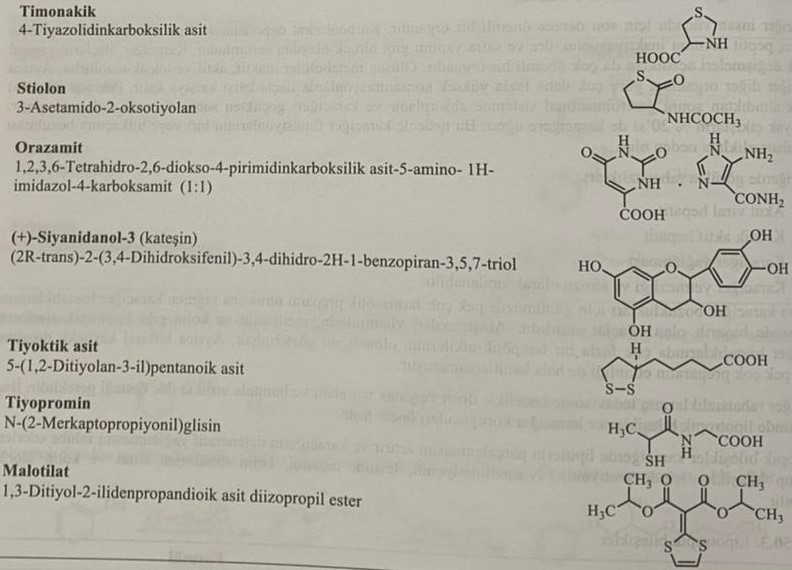 Timonakik
4-Tiyazolidinkarboksilik asit
S
NH
HOOC
Stiolon
3-Asetamido-2-oksotiyolan
S
O
NHCOCH3
Orazamit
1,2,3,6-Tetrahidro-2,6-diokso-4-pirimidinkarboksilik asit-5-amino- 1H-
imidazol-4-karboksamit (1:1)
H
O N O
NH
COOH
.
H
N NH2
N CONH2
(+)-Siyanidanol-3 (kateşin)
(2R-trans)-2-(3,4-Dihidroksifenil)-3,4-dihidro-2H-1-benzopiran-3,5,7-triol
OH
HO O OH
OH
OH
Tiyoktik asit
5-(1,2-Ditiyolan-3-il)pentanoik asit
H
COOH
S-S
Tiyopromin
N-(2-Merkaptopropiyonil)glisin
O
H3C
N COOH
SH H
Malotilat
1,3-Ditiyol-2-ilidenpropandioik asit diizopropil ester
CH3 O O CH3
H3C O O CH3
S S